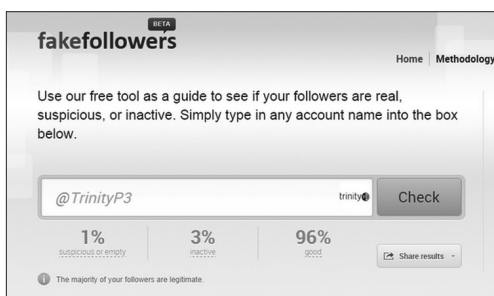 BETA
fakefollowers
Home Methodology
Use our free tool as a guide to see if your followers are real,
suspicious, or inactive. Simply type in any account name into the box
below.
@TrinityP3 trinity Check
1% 3% 96%
suspicious or empty inactive good
Share results
The majority of your followers are legitimate.